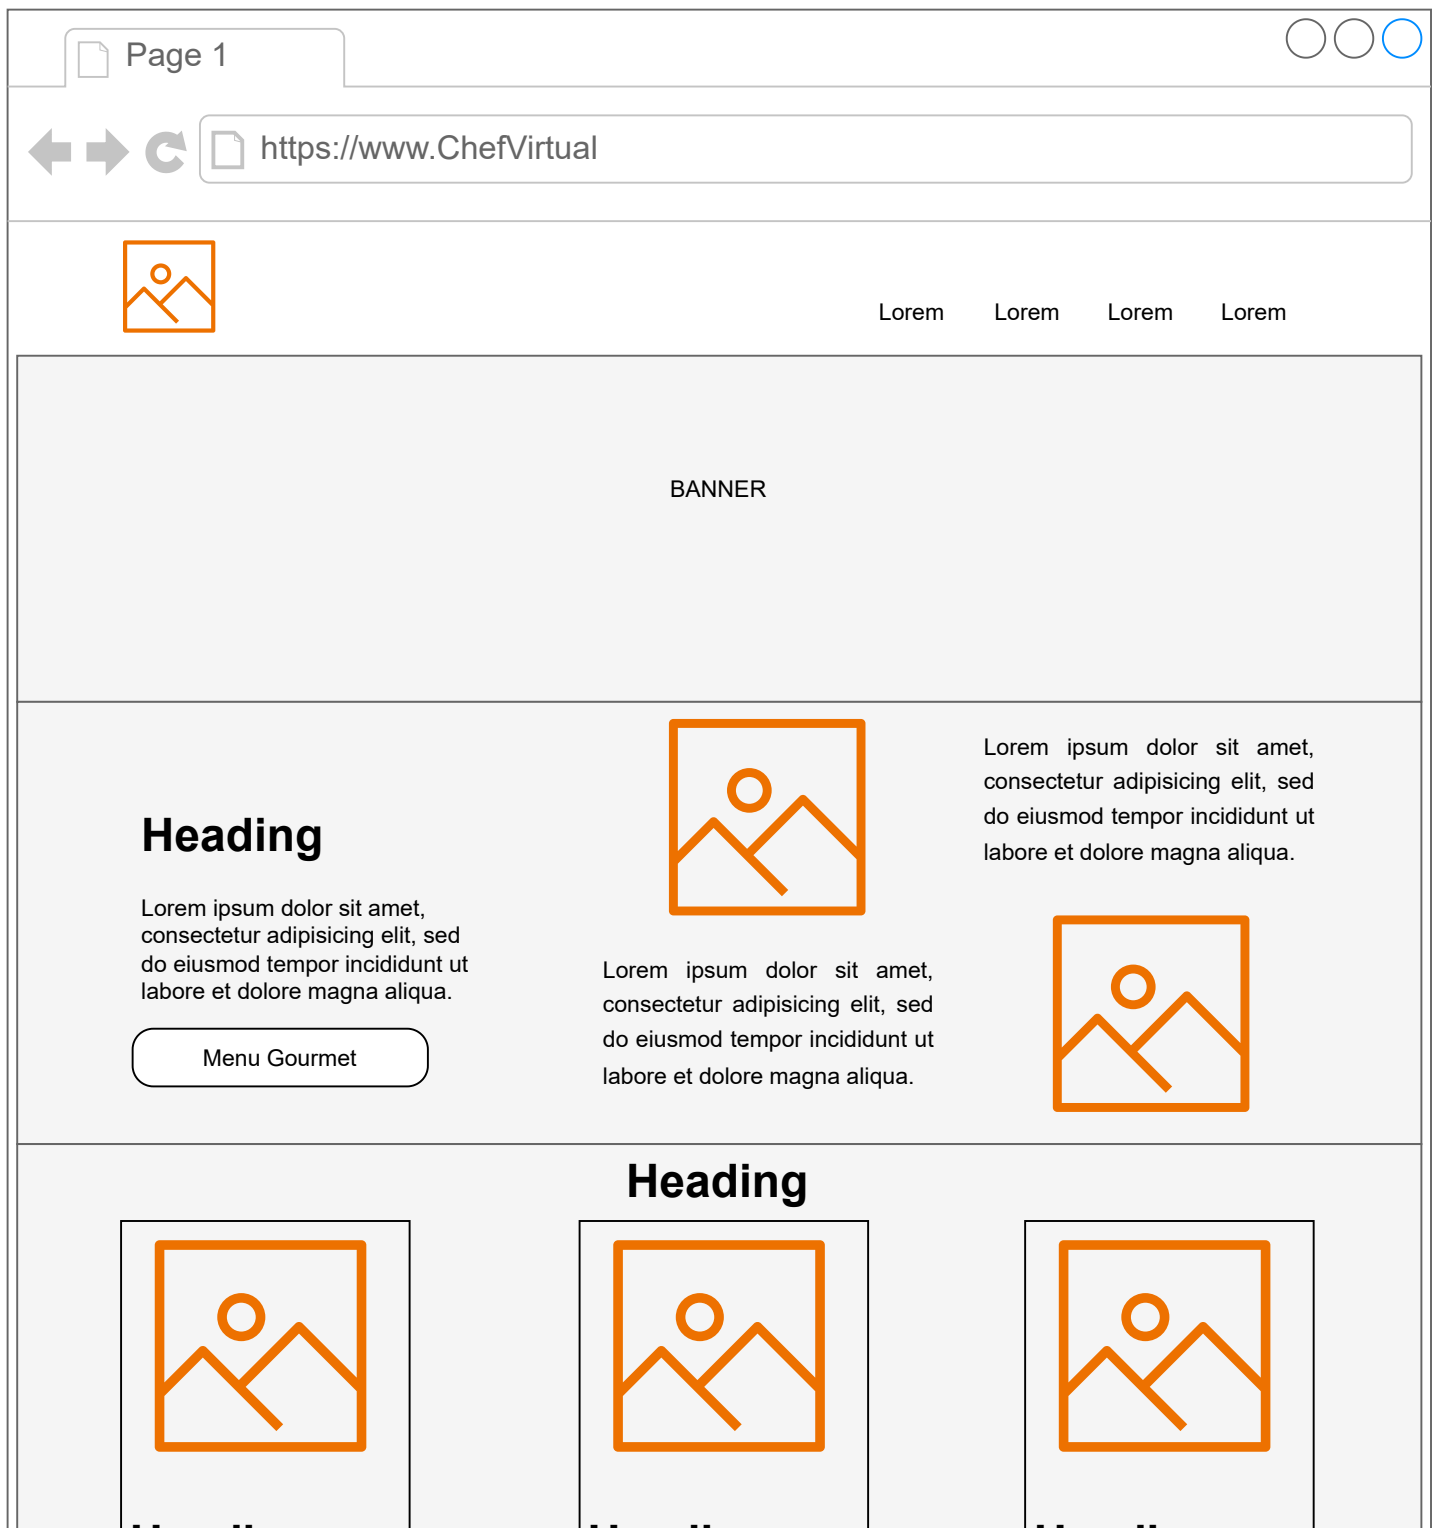 Page 1
https://www.ChefVirtual
Lorem Lorem Lorem Lorem
BANNER
Heading
Lorem ipsum dolor sit amet,
consectetur adipisicing elit, sed
do eiusmod tempor incididunt ut
labore et dolore magna aliqua.
Menu Gourmet
Lorem ipsum dolor sit amet,
consectetur adipisicing elit, sed
do eiusmod tempor incididunt ut
labore et dolore magna aliqua.
Lorem ipsum dolor sit amet,
consectetur adipisicing elit, sed
do eiusmod tempor incididunt ut
labore et dolore magna aliqua.
Heading